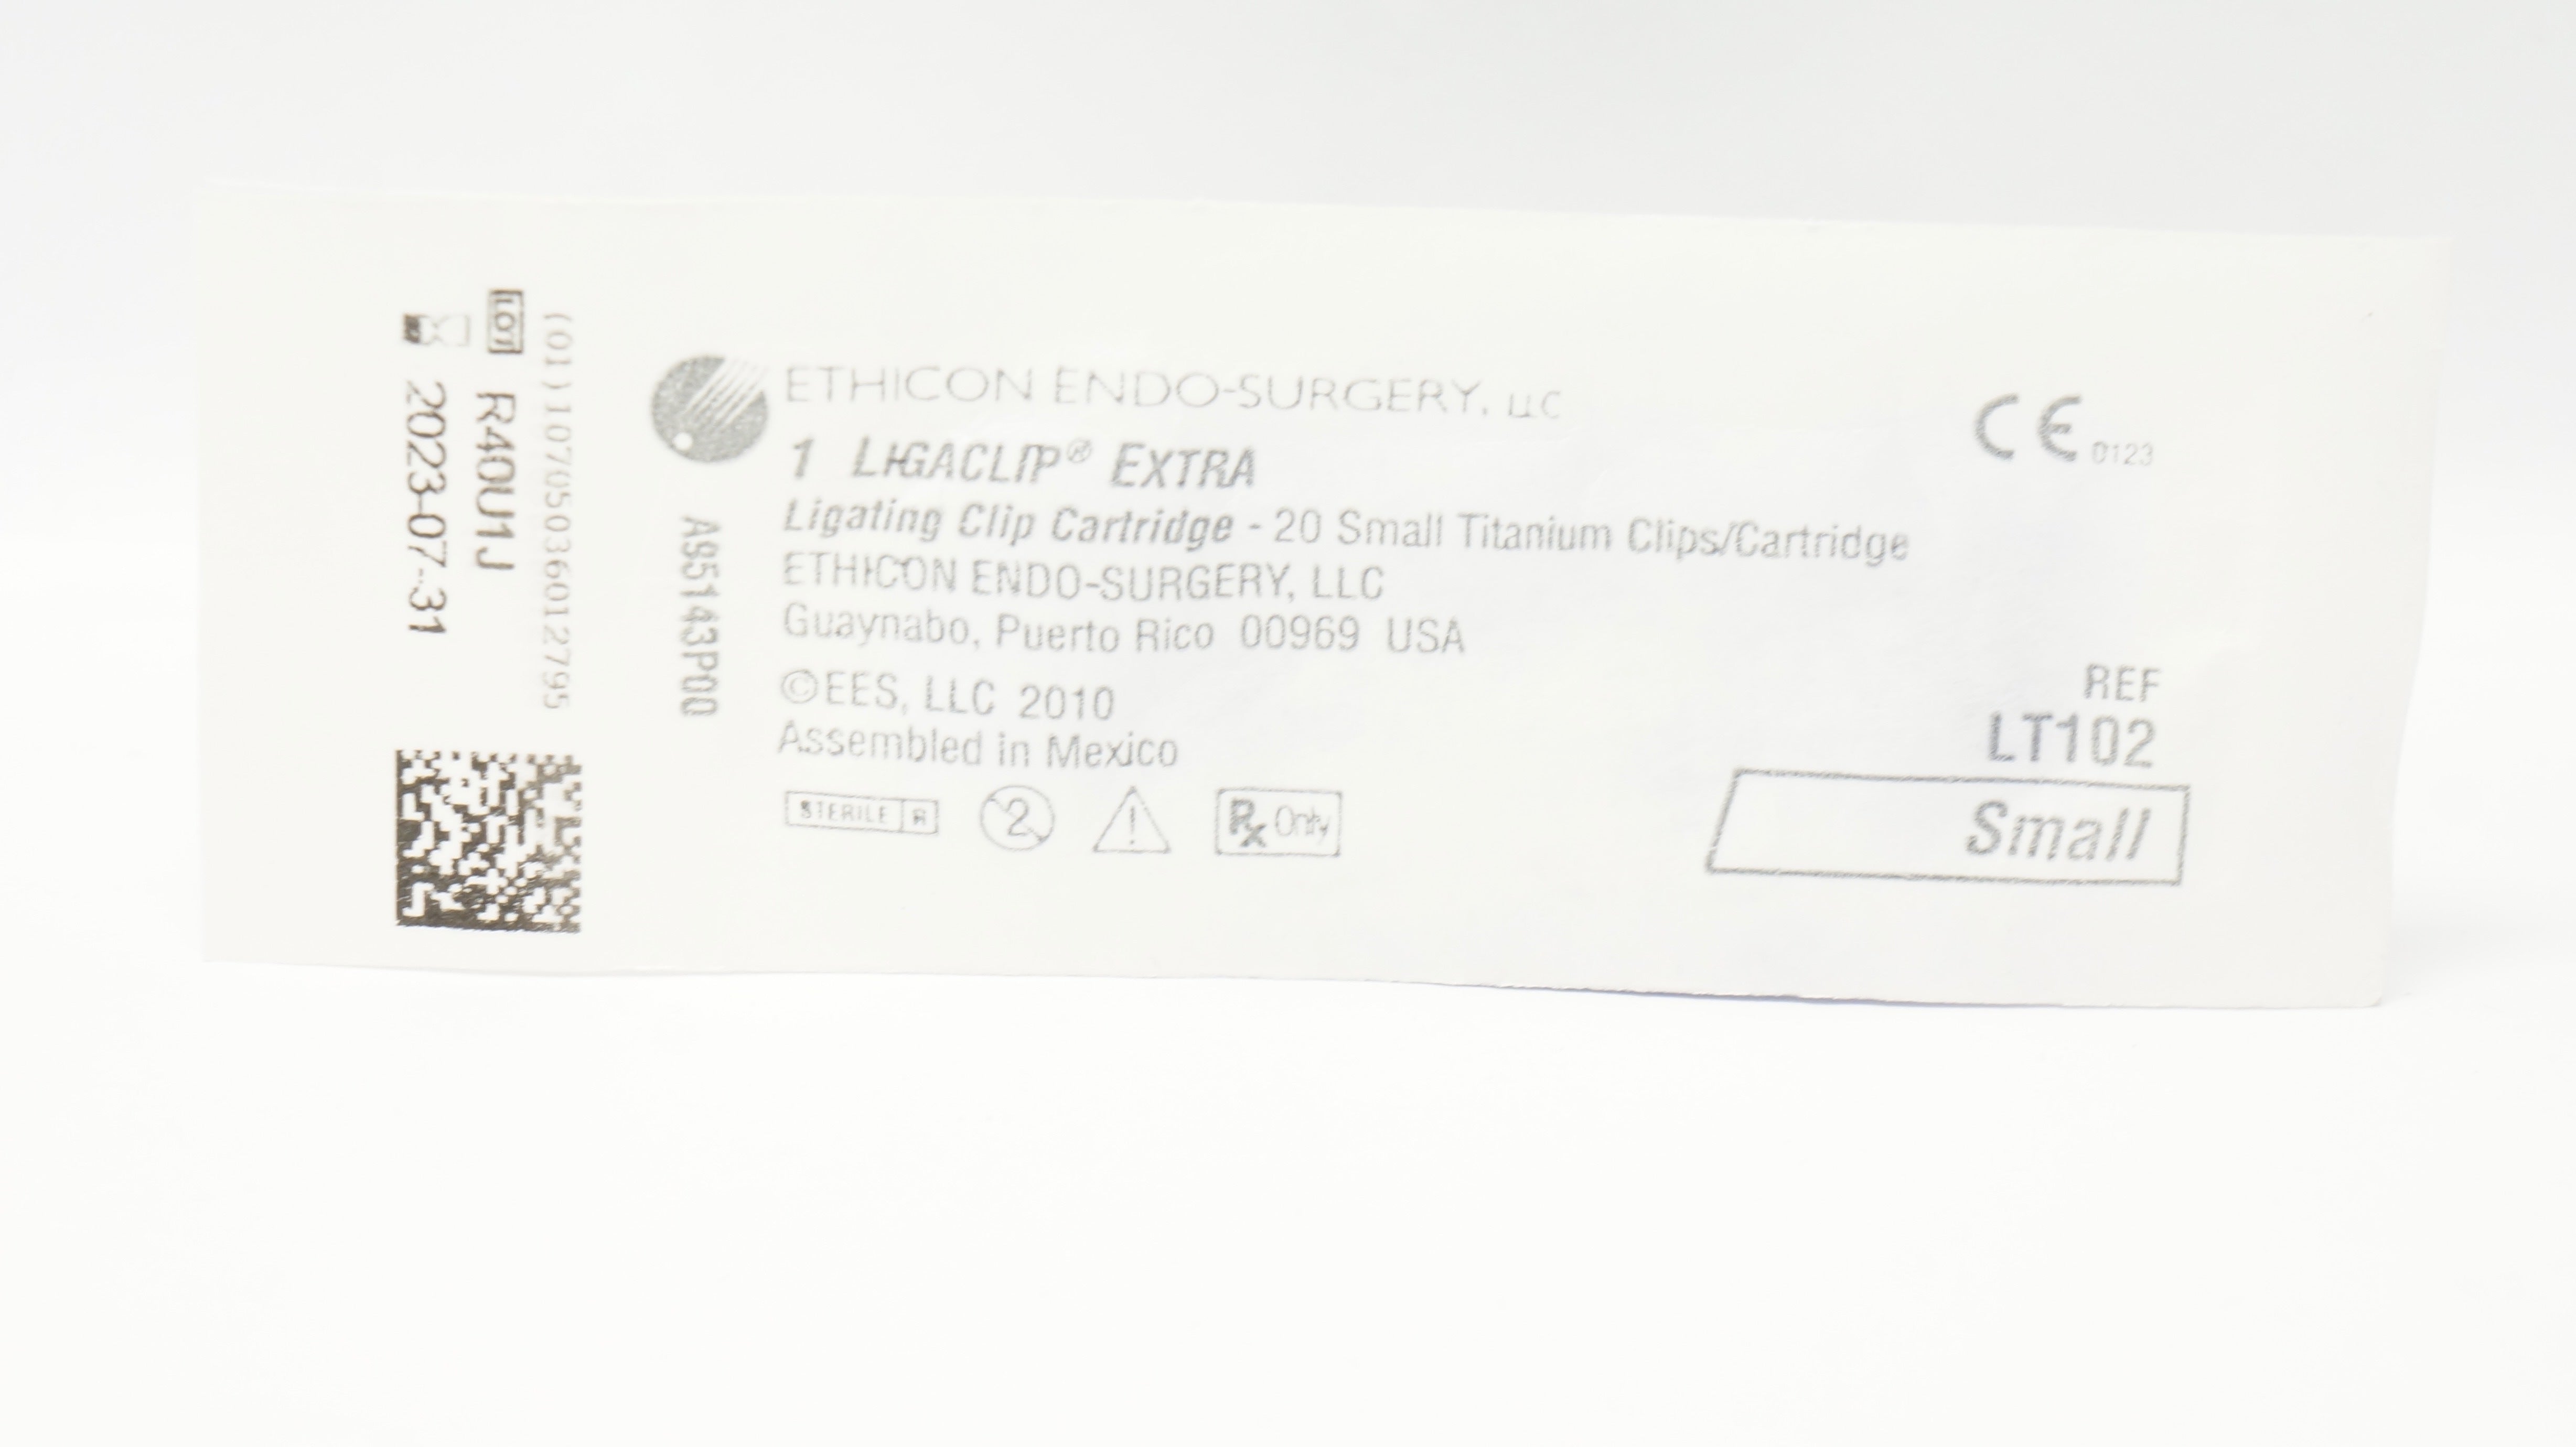 (01)10705036012795
LOT R40U1J
2023-07-31
A95143P00
ETHICON ENDO-SURGERY, LLC
1 LIGACLIP® EXTRA
Ligating Clip Cartridge - 20 Small Titanium Clips/Cartridge
ETHICON ENDO-SURGERY, LLC
Guaynabo, Puerto Rico 00969 USA
©EES, LLC 2010
Assembled in Mexico
STERILE R 2 ! Rx Only
CE 0123
REF
LT102
Small